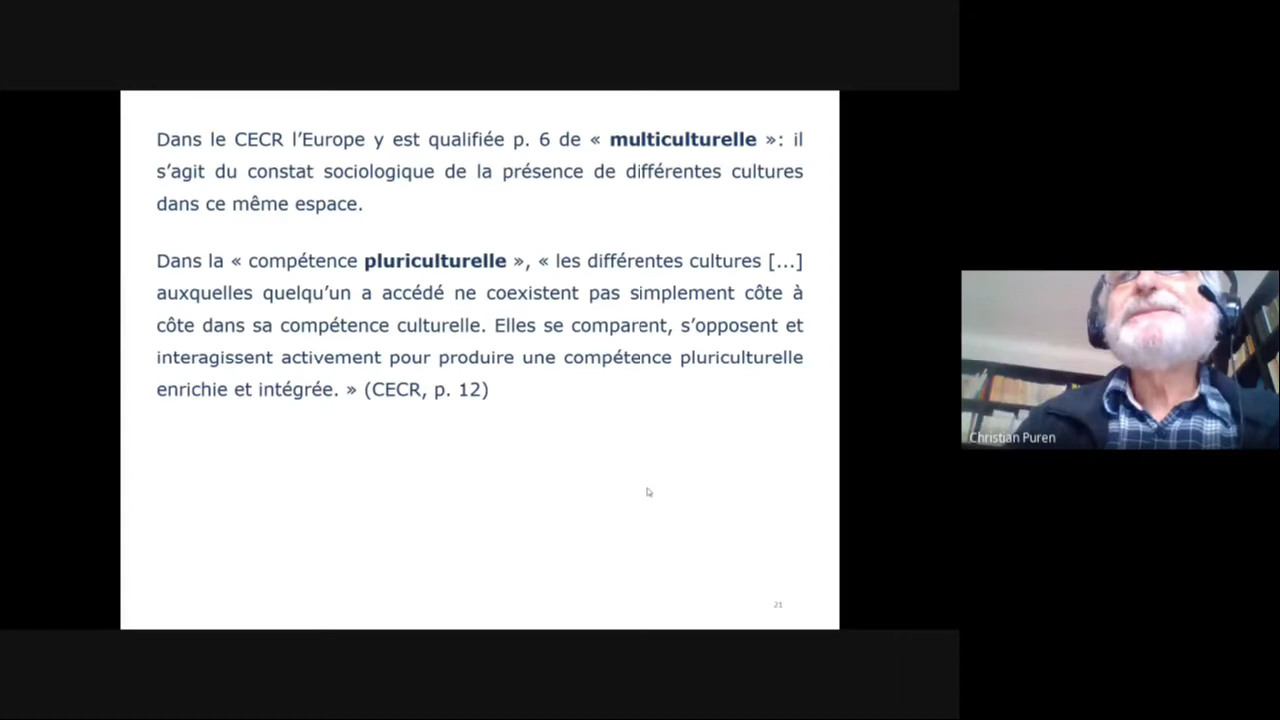 Dans le CECR l’Europe y est qualifiée p. 6 de « multiculturelle »: il
s’agit du constat sociologique de la présence de différentes cultures
dans ce même espace.
Dans la « compétence pluriculturelle », « les différentes cultures [...]
auxquelles quelqu’un a accédé ne coexistent pas simplement côte à
côte dans sa compétence culturelle. Elles se comparent, s’opposent et
interagissent activement pour produire une compétence pluriculturelle
enrichie et intégrée. » (CECR, p. 12)
21
Christian Puren